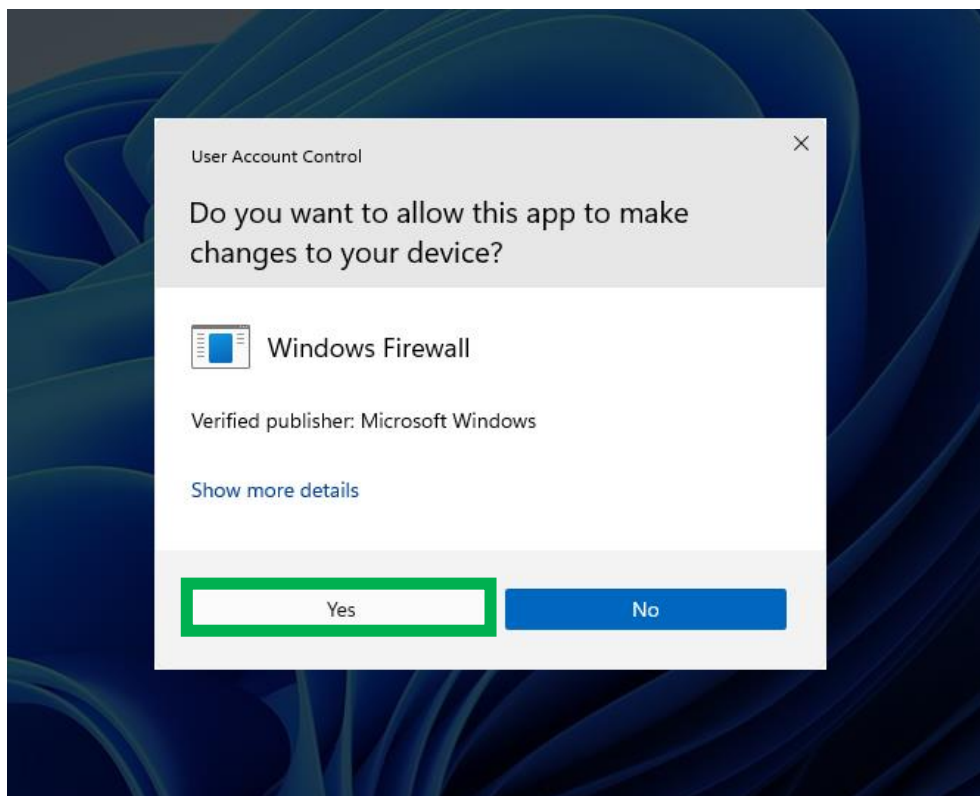 User Account Control
Do you want to allow this app to make
changes to your device?
Windows Firewall
Verified publisher: Microsoft Windows
Show more details
Yes
No